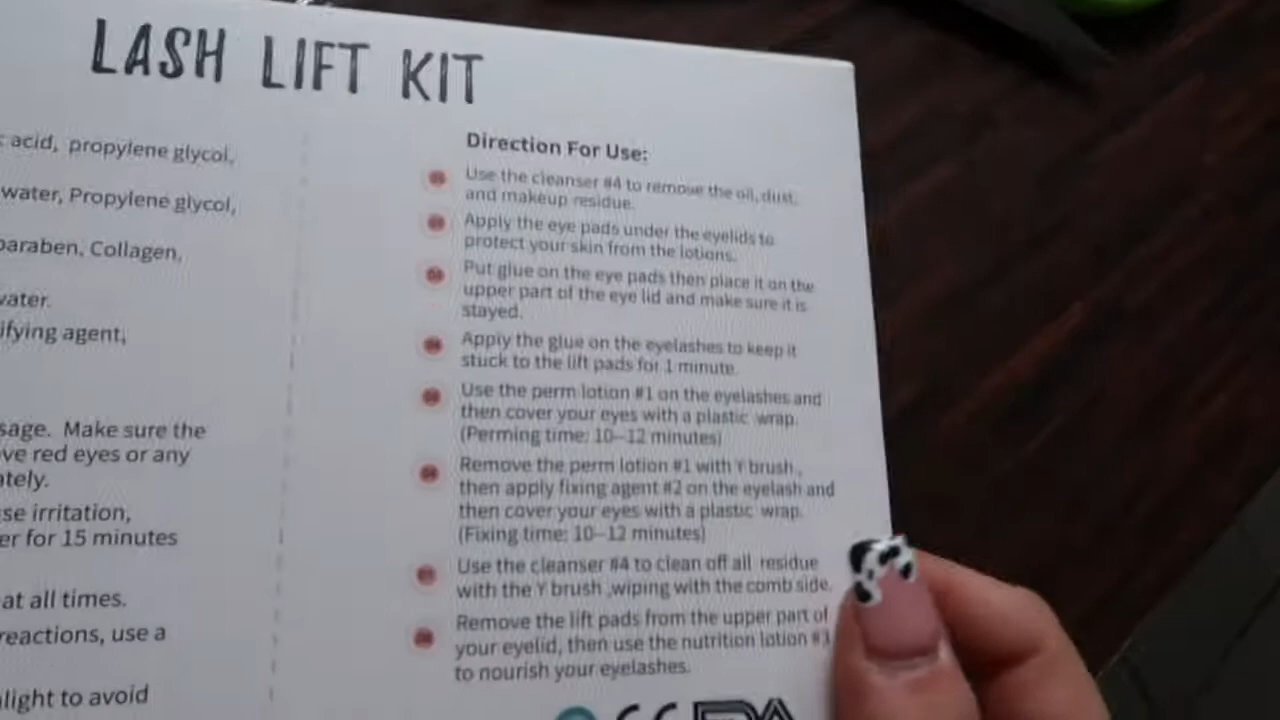 LASH LIFT KIT
acid, propylene glycol,
water, Propylene glycol,
paraben, Collagen,
water.
ifying agent,
sage. Make sure the
ve red eyes or any
ately.
se irritation,
er for 15 minutes
at all times.
reactions, use a
light to avoid
Direction For Use:
Use the cleanser #4 to remove the oil, dust,
and makeup residue.
Apply the eye pads under the eyelids to
protect your skin from the lotions.
Put glue on the eye pads then place it on the
upper part of the eye lid and make sure it is
stayed.
Apply the glue on the eyelashes to keep it
stuck to the lift pads for 1 minute.
Use the perm lotion #1 on the eyelashes and
then cover your eyes with a plastic wrap.
(Perming time: 10–12 minutes)
Remove the perm lotion #1 with Y brush,
then apply fixing agent #2 on the eyelash and
then cover your eyes with a plastic wrap.
(Fixing time: 10–12 minutes)
Use the cleanser #4 to clean off all residue
with the Y brush ,wiping with the comb side.
Remove the lift pads from the upper part of
your eyelid, then use the nutrition lotion #3
to nourish your eyelashes.
CE FDA